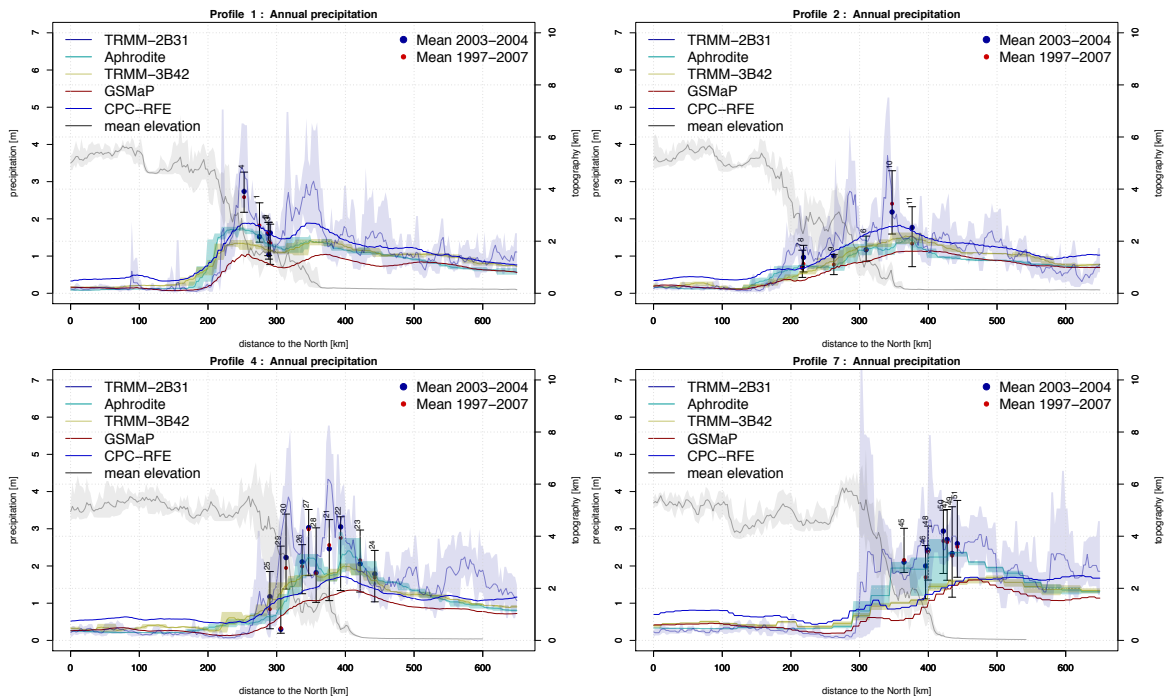 Profile 1 : Annual precipitation
7
6
5
4
3
2
1
0
precipitation [m]
TRMM−2B31
Aphrodite
TRMM−3B42
GSMaP
CPC−RFE
mean elevation
Mean 2003−2004
Mean 1997−2007
4
1
10
8
6
4
2
0
topography [km]
0 100 200 300 400 500 600
distance to the North [km]
Profile 2 : Annual precipitation
7
6
5
4
3
2
1
0
precipitation [m]
TRMM−2B31
Aphrodite
TRMM−3B42
GSMaP
CPC−RFE
mean elevation
Mean 2003−2004
Mean 1997−2007
8
9
6
10
11
10
8
6
4
2
0
topography [km]
0 100 200 300 400 500 600
distance to the North [km]
Profile 4 : Annual precipitation
7
6
5
4
3
2
1
0
precipitation [m]
TRMM−2B31
Aphrodite
TRMM−3B42
GSMaP
CPC−RFE
mean elevation
Mean 2003−2004
Mean 1997−2007
25
29
30
26
27
28
21
22
23
24
10
8
6
4
2
0
topography [km]
0 100 200 300 400 500 600
distance to the North [km]
Profile 7 : Annual precipitation
7
6
5
4
3
2
1
0
precipitation [m]
TRMM−2B31
Aphrodite
TRMM−3B42
GSMaP
CPC−RFE
mean elevation
Mean 2003−2004
Mean 1997−2007
45
46
48
50
49
51
10
8
6
4
2
0
topography [km]
0 100 200 300 400 500 600
distance to the North [km]